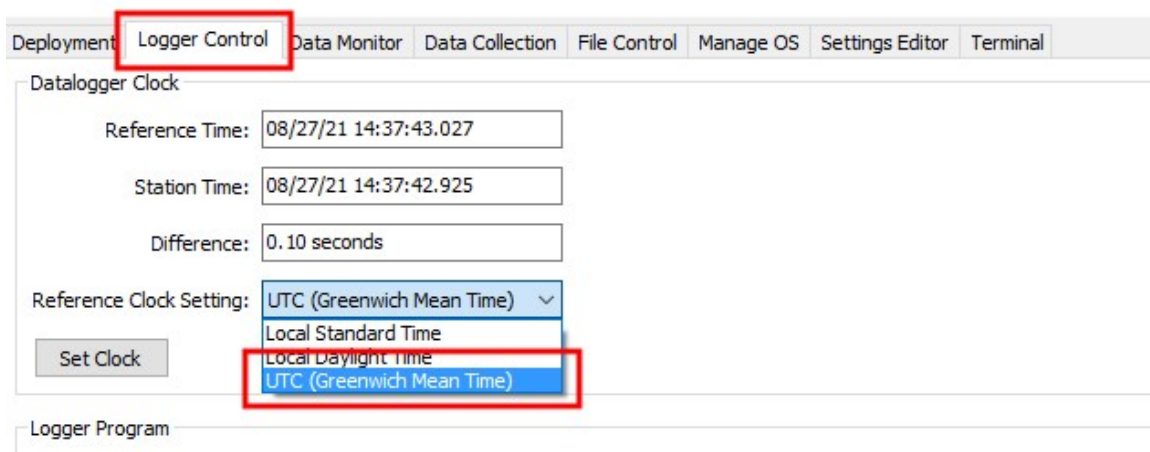 Deployment Logger Control Data Monitor Data Collection File Control Manage OS Settings Editor Terminal
Datalogger Clock
Reference Time: 08/27/21 14:37:43.027
Station Time: 08/27/21 14:37:42.925
Difference: 0.10 seconds
Reference Clock Setting: UTC (Greenwich Mean Time)
Local Standard Time
Set Clock Local Daylight Time
UTC (Greenwich Mean Time)
Logger Program